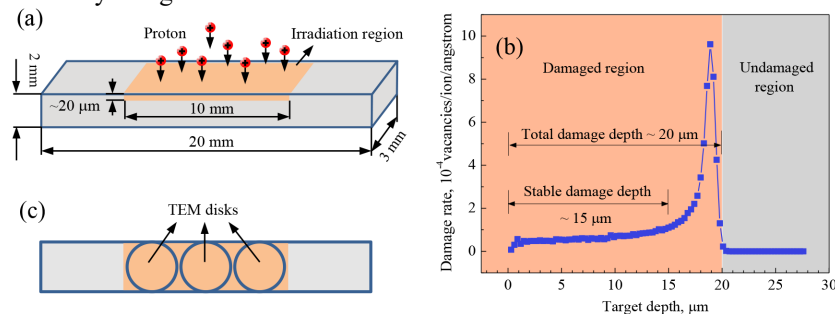 (a)
Proton
Irradiation region
2 mm
~20 μm
10 mm
20 mm
3 mm
(c)
TEM disks
(b)
Damaged region
Undamaged
region
Total damage depth ~ 20 μm
Stable damage depth
~ 15 μm
Damage rate, 10⁻⁴vacancies/ion/angstrom
10
8
6
4
2
0
-5
0
5
10
15
20
25
30
Target depth, μm